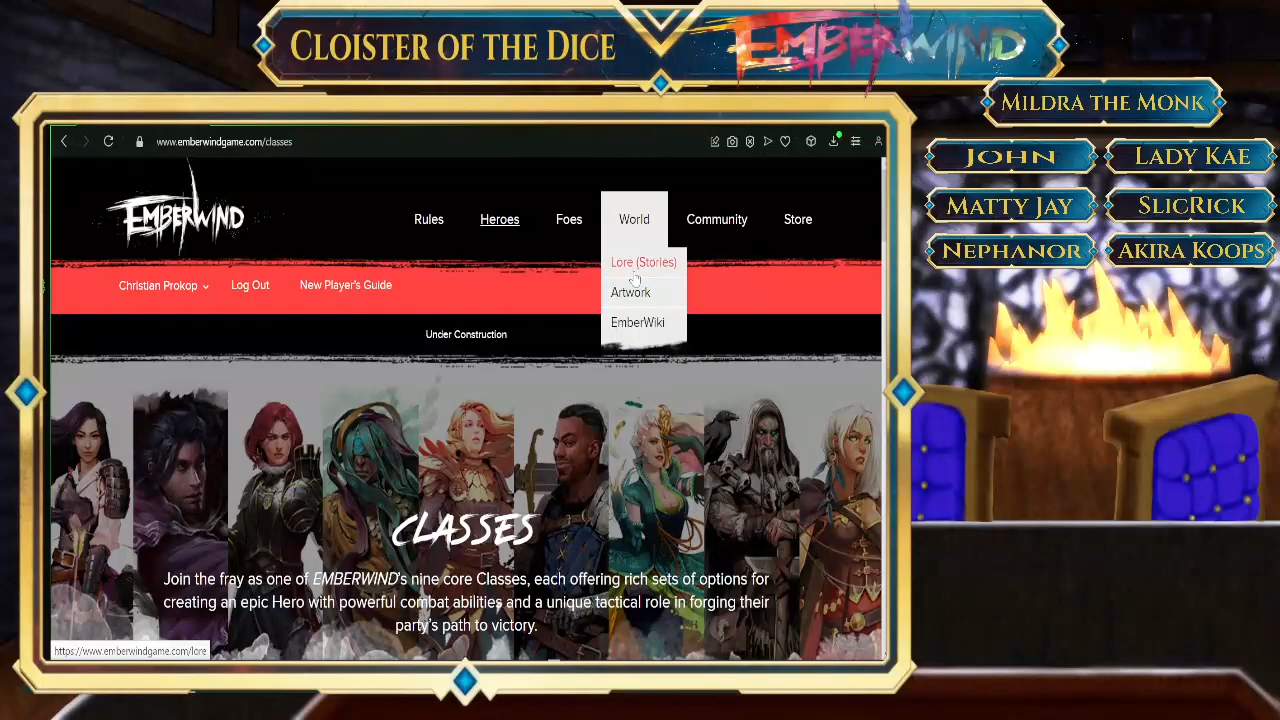 CLOISTER OF THE DICE
EMBERWIND
MILDRA THE MONK
JOHN
LADY KAE
MATTY JAY
SLICRICK
NEPHANOR
AKIRA KOOPS
www.emberwindgame.com/classes
EMBERWIND
Rules
Heroes
Foes
World
Community
Store
Lore (Stories)
Artwork
EmberWiki
Christian Prokop
Log Out
New Player's Guide
Under Construction
CLASSES
Join the fray as one of EMBERWIND's nine core Classes, each offering rich sets of options for
creating an epic Hero with powerful combat abilities and a unique tactical role in forging their
party's path to victory.
https://www.emberwindgame.com/lore